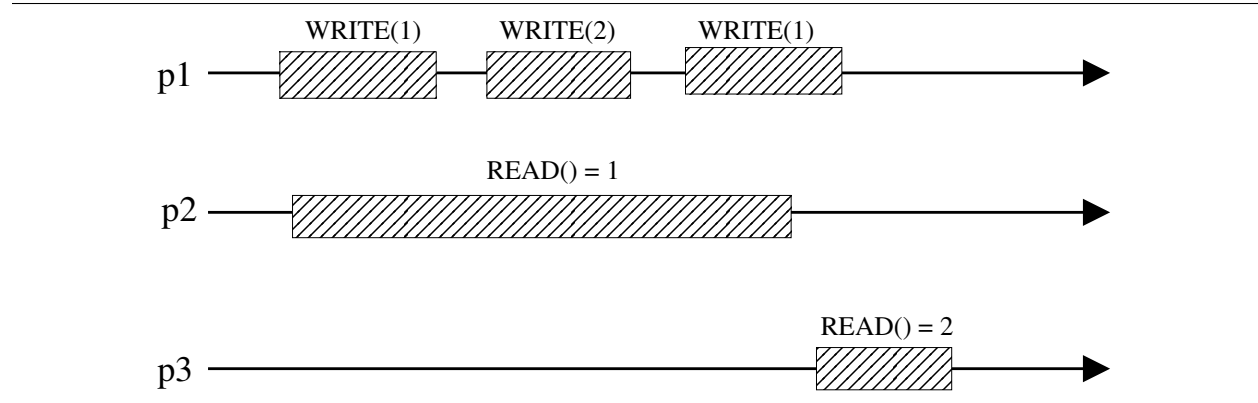 WRITE(1) WRITE(2) WRITE(1)
p1
READ() = 1
p2
READ() = 2
p3